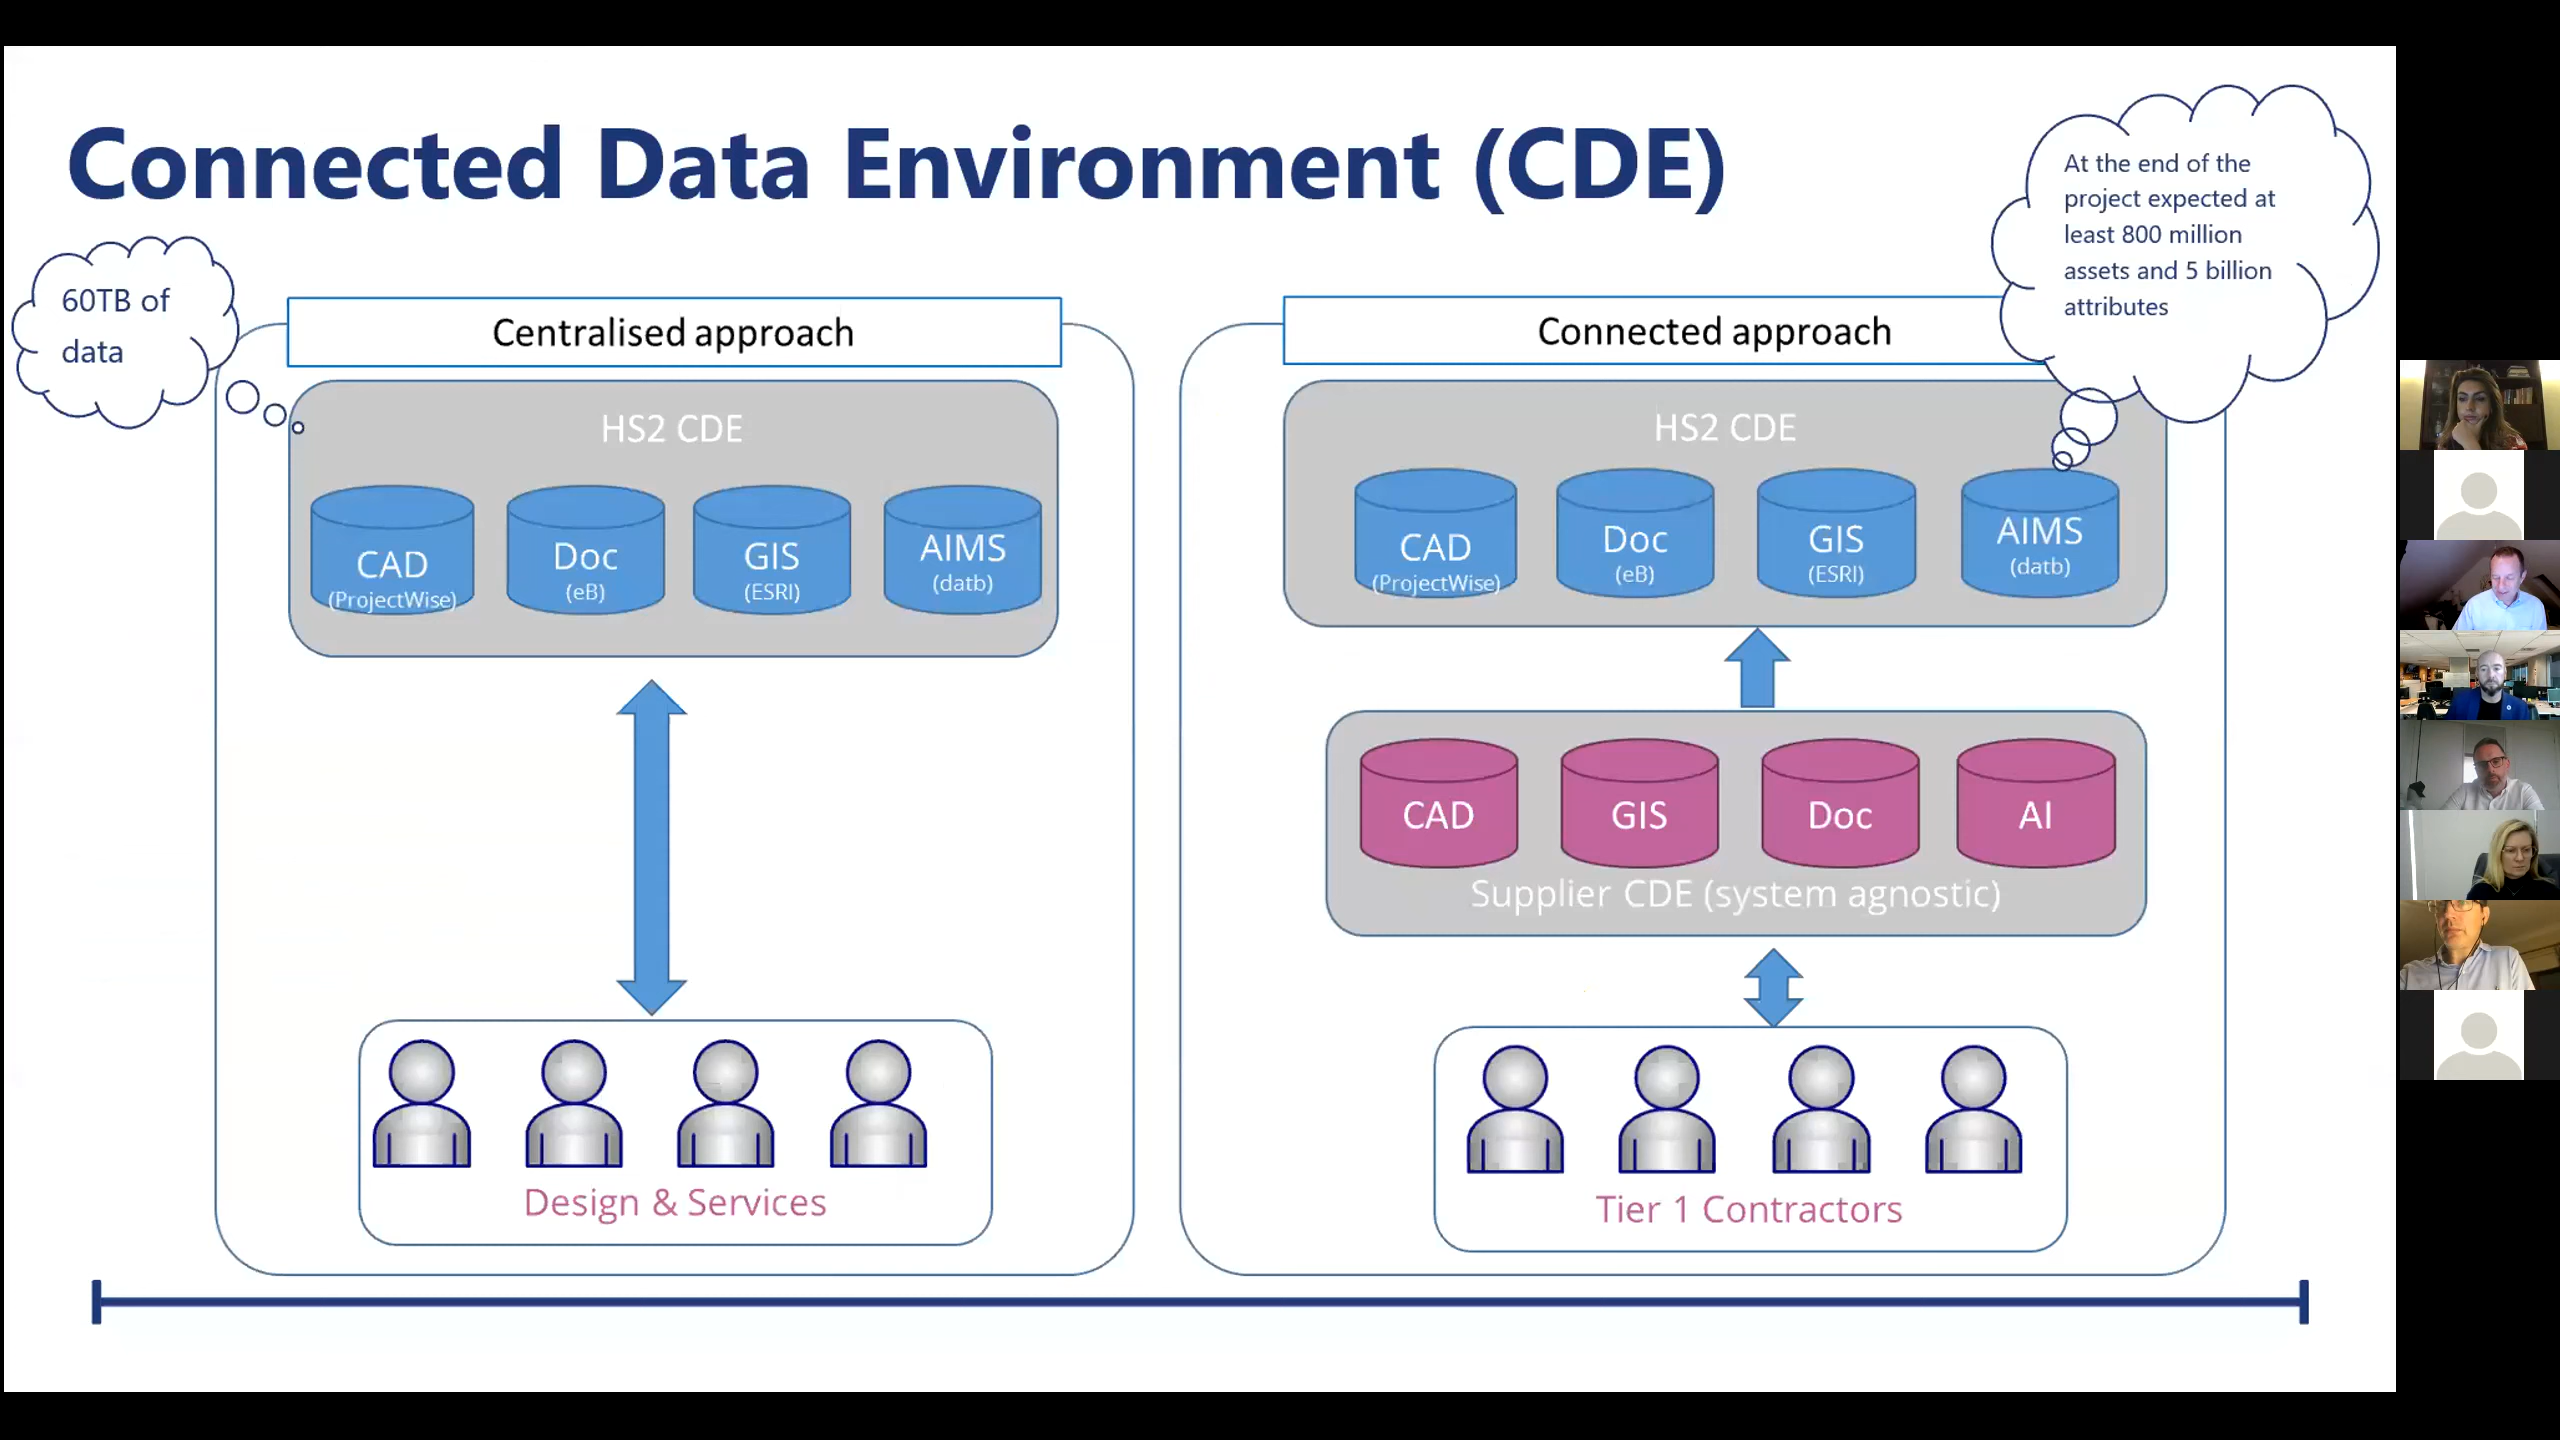 Connected Data Environment (CDE)
At the end of the
project expected at
least 800 million
assets and 5 billion
attributes
60TB of
data
Centralised approach
HS2 CDE
CAD
(ProjectWise)
Doc
(eB)
GIS
(ESRI)
AIMS
(datb)
Design & Services
Connected approach
HS2 CDE
CAD
(ProjectWise)
Doc
(eB)
GIS
(ESRI)
AIMS
(datb)
CAD
GIS
Doc
AI
Supplier CDE (system agnostic)
Tier 1 Contractors